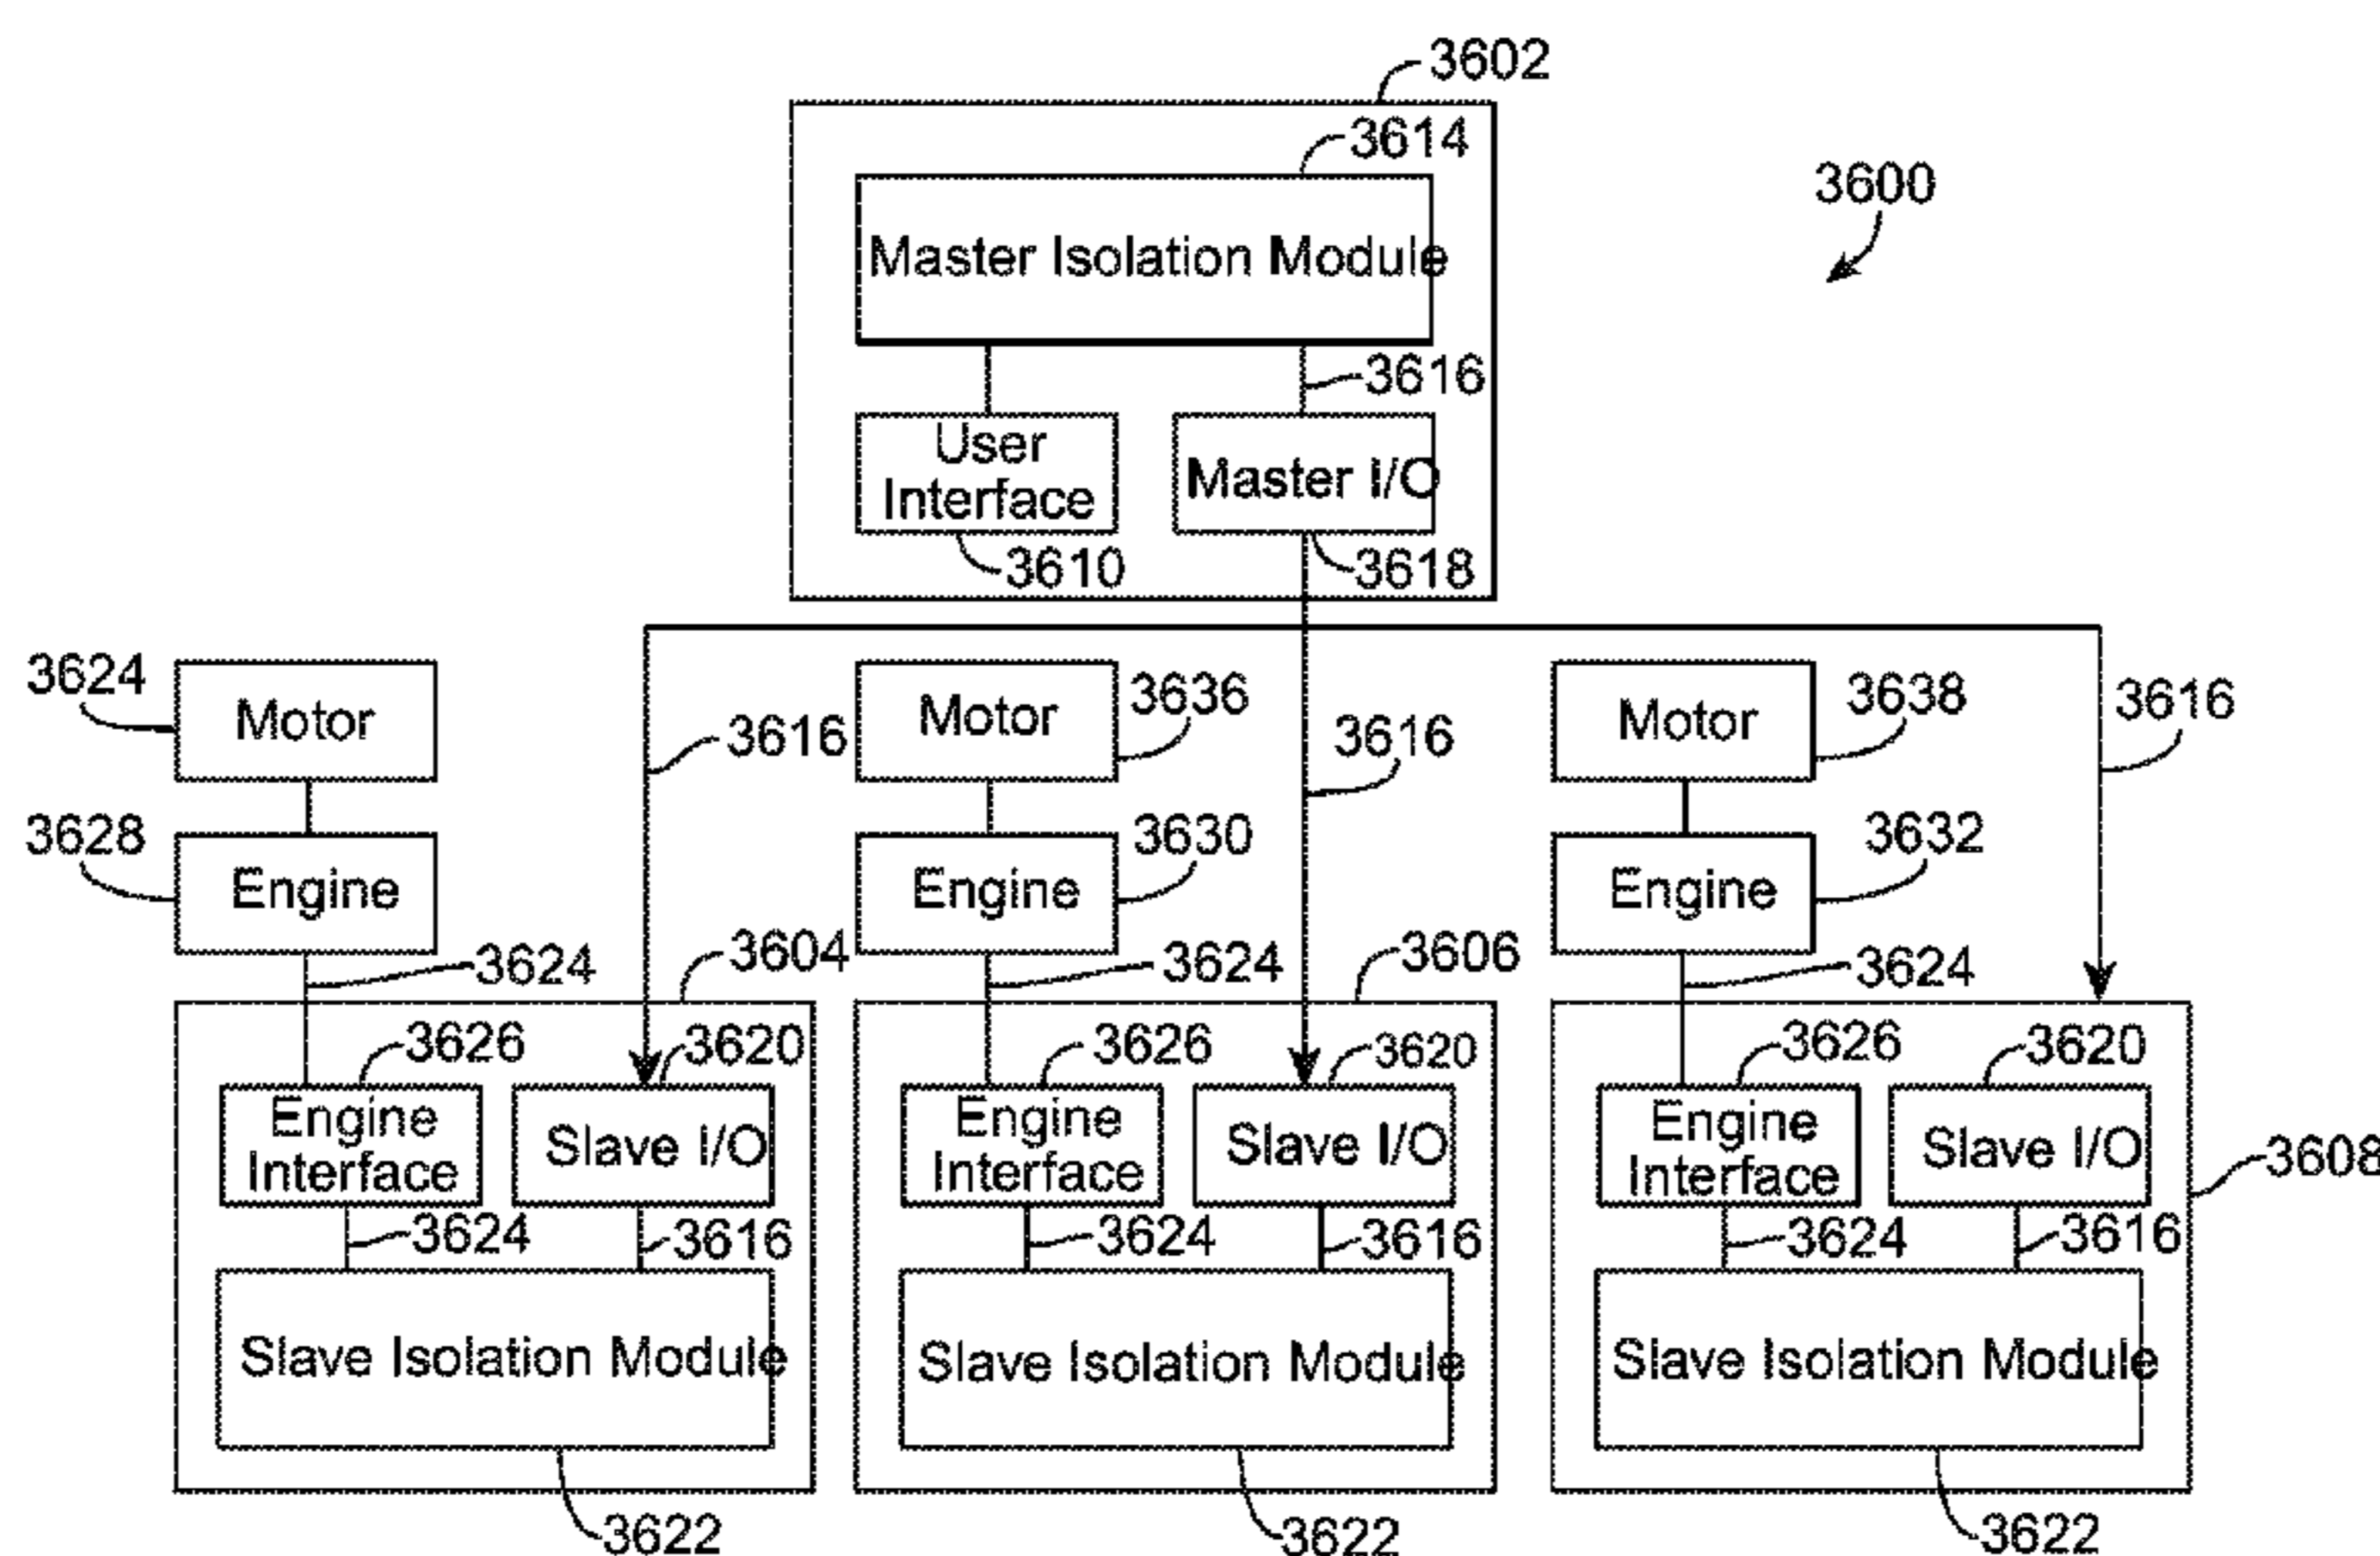 3602
3614
3600
Master Isolation Module
3616
User
Interface
Master I/O
3610
3618
3624
Motor
3616
Motor
3636
3616
Motor
3638
3616
3628
Engine
Engine
3630
Engine
3632
3624
3604
3624
3606
3624
3626
3620
3626
3620
3626
3620
Engine
Interface
Slave I/O
Engine
Interface
Slave I/O
Engine
Interface
Slave I/O
3608
3624
3616
3624
3616
3624
3616
Slave Isolation Module
Slave Isolation Module
Slave Isolation Module
3622
3622
3622